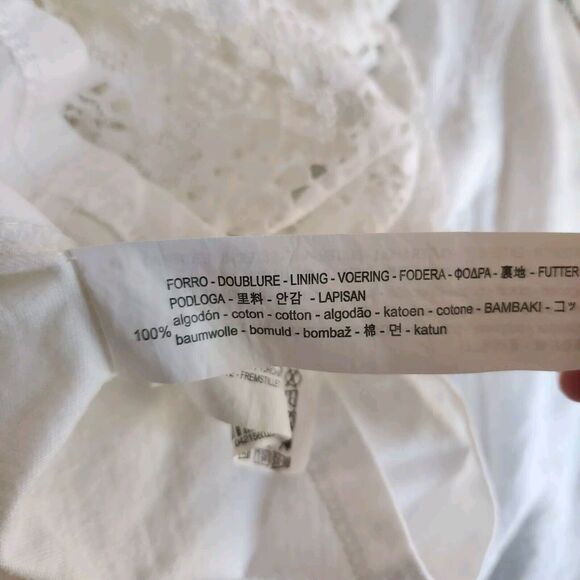 FORRO - DOUBLURE - LINING - VOERING - FODERA - ΦΟΔΡΑ - 裏地 - FUTTER
PODLOGA - 里料 - 안감 - LAPISAN
100% algodón - coton - cotton - algodão - katoen - cotone - BAMBAKI - コッ
baumwolle - bomuld - bombaž - 棉 - 면 - katun
- FREMSTILLET